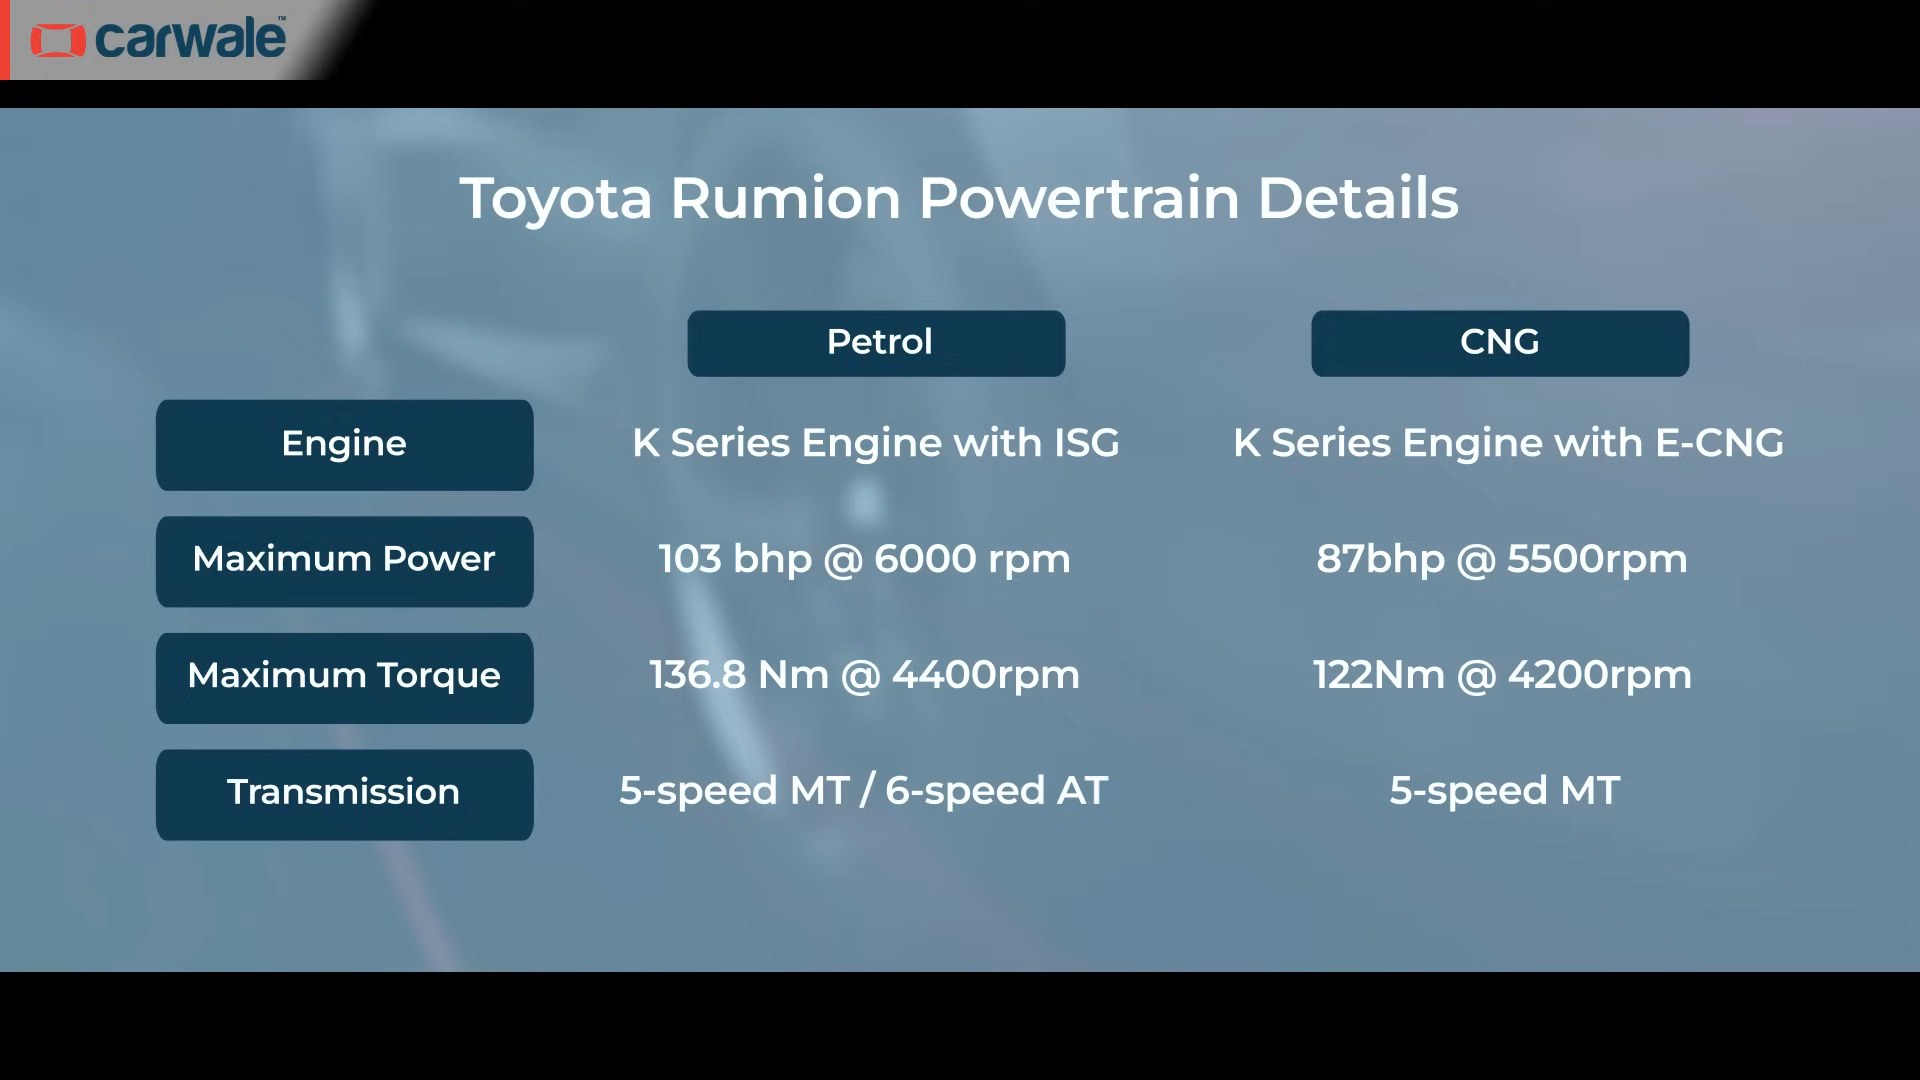 carwale™
Toyota Rumion Powertrain Details
Petrol CNG
Engine K Series Engine with ISG K Series Engine with E-CNG
Maximum Power 103 bhp @ 6000 rpm 87bhp @ 5500rpm
Maximum Torque 136.8 Nm @ 4400rpm 122Nm @ 4200rpm
Transmission 5-speed MT / 6-speed AT 5-speed MT